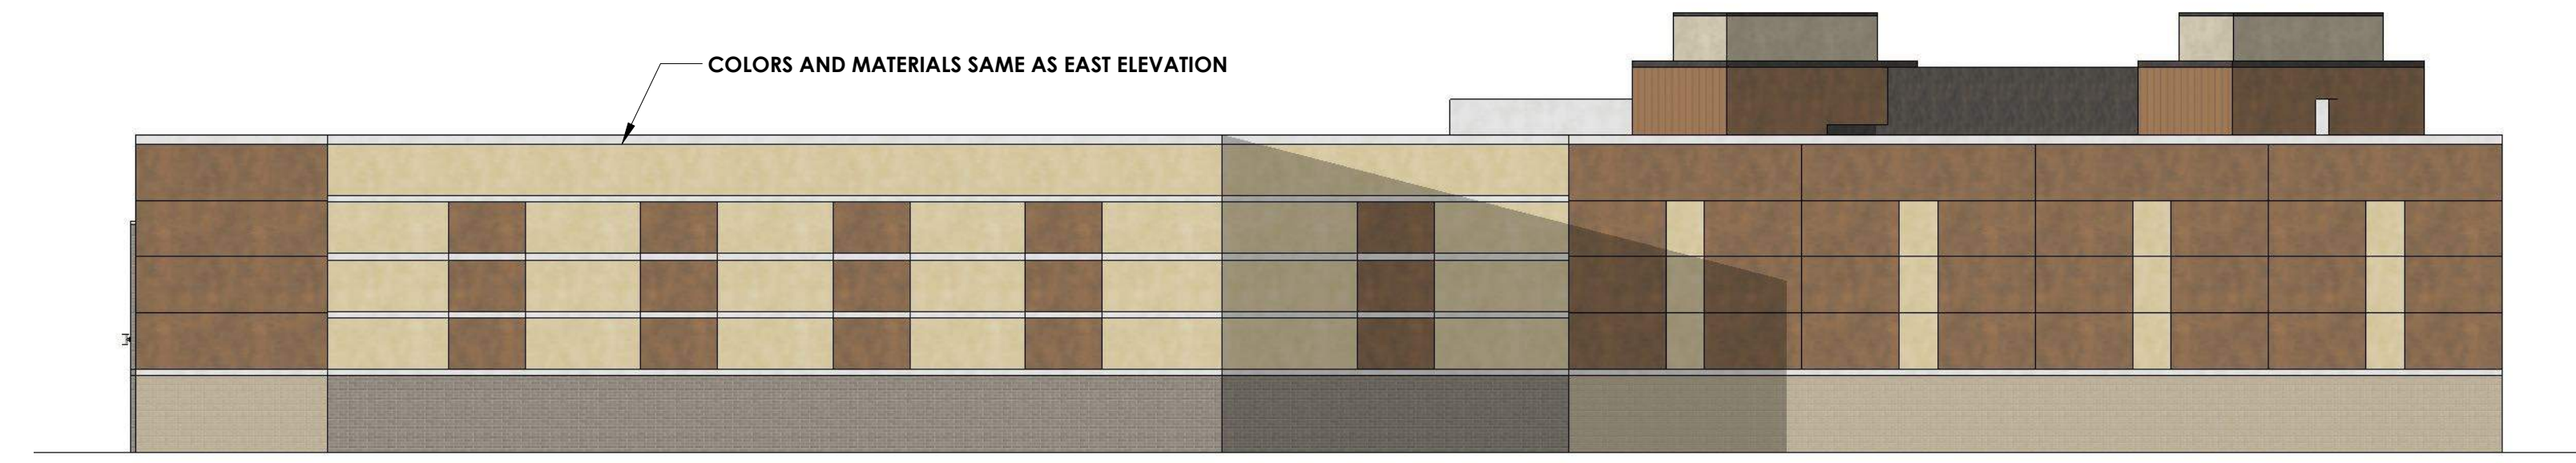 COLORS AND MATERIALS SAME AS EAST ELEVATION